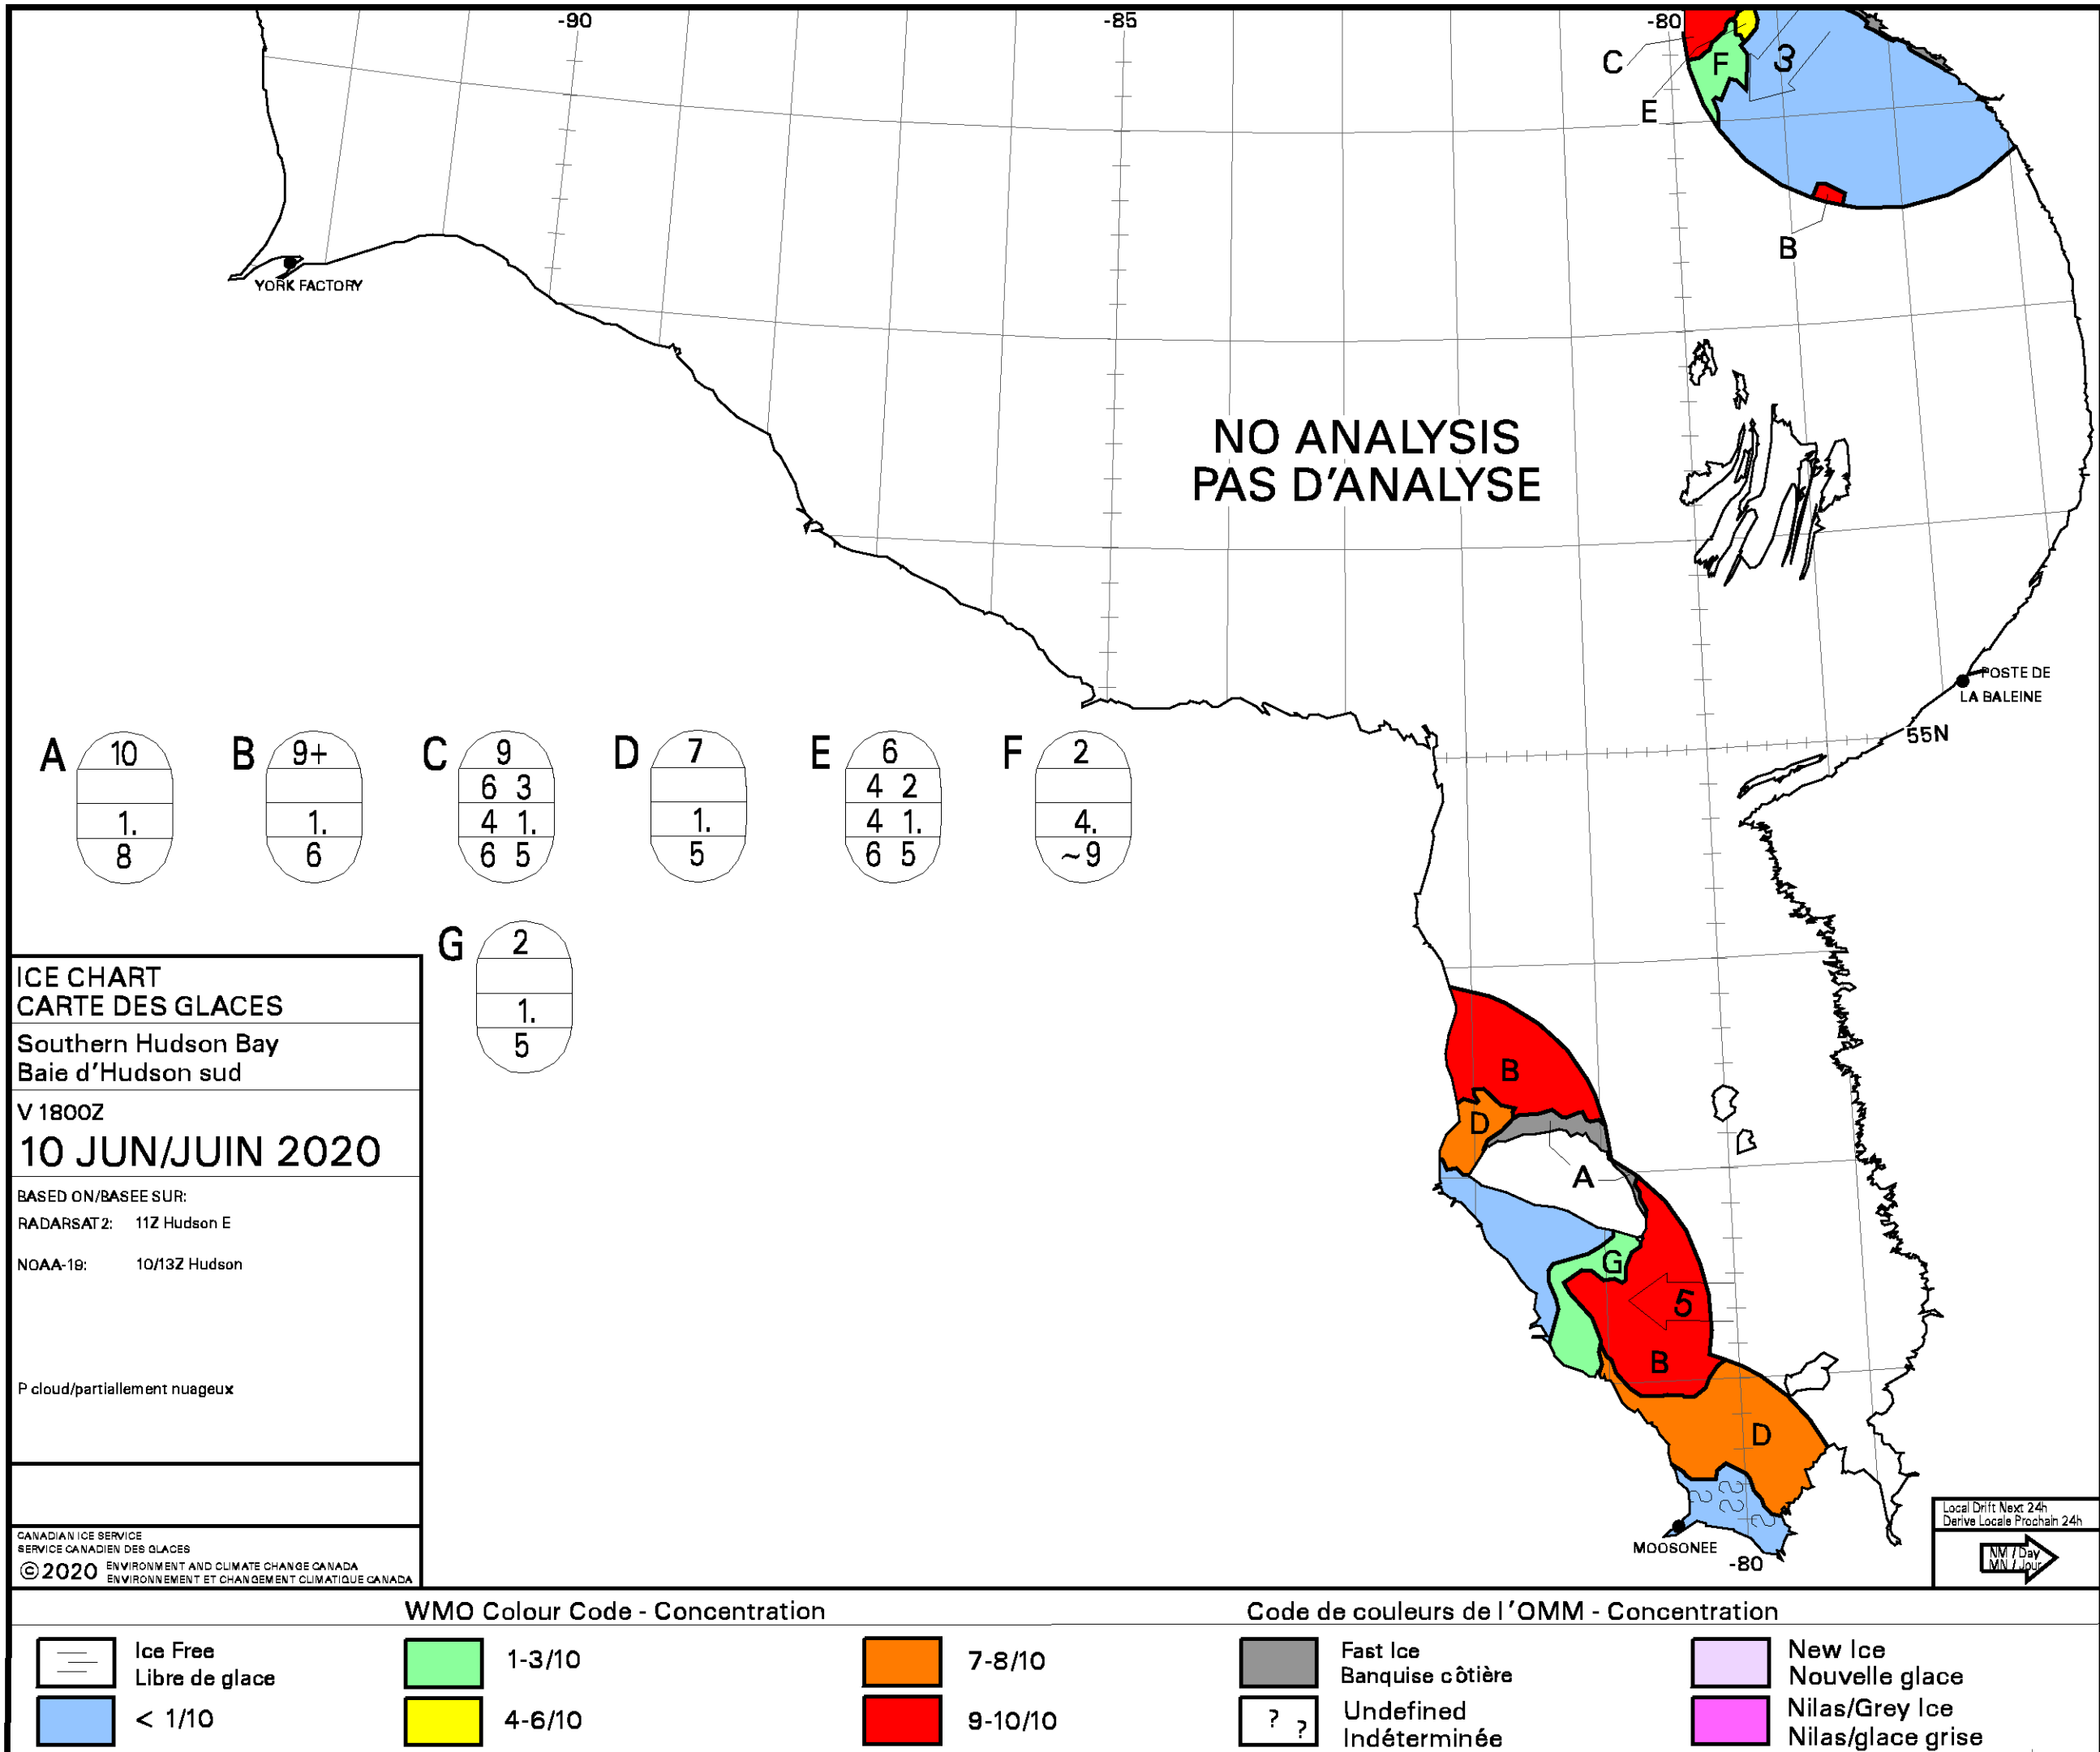 -90
-85
-80
C
F
3
E
B
YORK FACTORY
NO ANALYSIS
PAS D'ANALYSE
POSTE DE
LA BALEINE
55N
A
10
1.
8
B
9+
1.
6
C
9
6 3
4 1.
6 5
D
7
1.
5
E
6
4 2
4 1.
6 5
F
2
4.
~9
G
2
1.
5
B
D
A
G
5
B
D
MOOSONEE
-80
ICE CHART
CARTE DES GLACES
Southern Hudson Bay
Baie d'Hudson sud
V 1800Z
10 JUN/JUIN 2020
BASED ON/BASEE SUR:
RADARSAT2: 11Z Hudson E
NOAA-19: 10/13Z Hudson
P cloud/partiallement nuageux
CANADIAN ICE SERVICE
SERVICE CANADIEN DES GLACES
©2020 ENVIRONMENT AND CLIMATE CHANGE CANADA
ENVIRONNEMENT ET CHANGEMENT CLIMATIQUE CANADA
Local Drift Next 24h
Derive Locale Prochain 24h
NM / Day
MN / Jour
WMO Colour Code - Concentration
Code de couleurs de l'OMM - Concentration
Ice Free
Libre de glace
< 1/10
1-3/10
4-6/10
7-8/10
9-10/10
Fast Ice
Banquise côtière
? ?
Undefined
Indéterminée
New Ice
Nouvelle glace
Nilas/Grey Ice
Nilas/glace grise